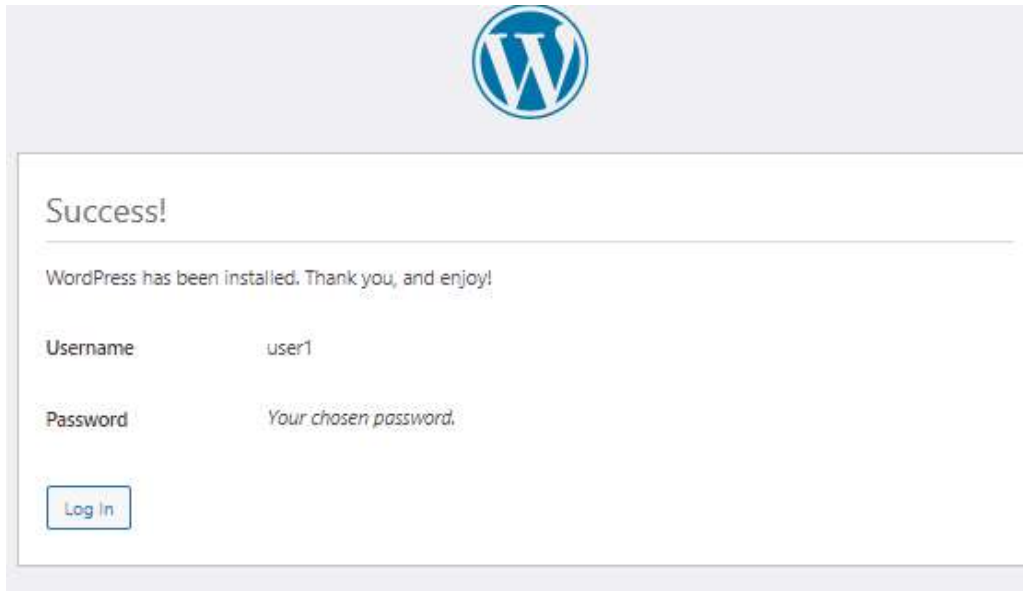 Success!
WordPress has been installed. Thank you, and enjoy!
Username user1
Password Your chosen password.
Log In